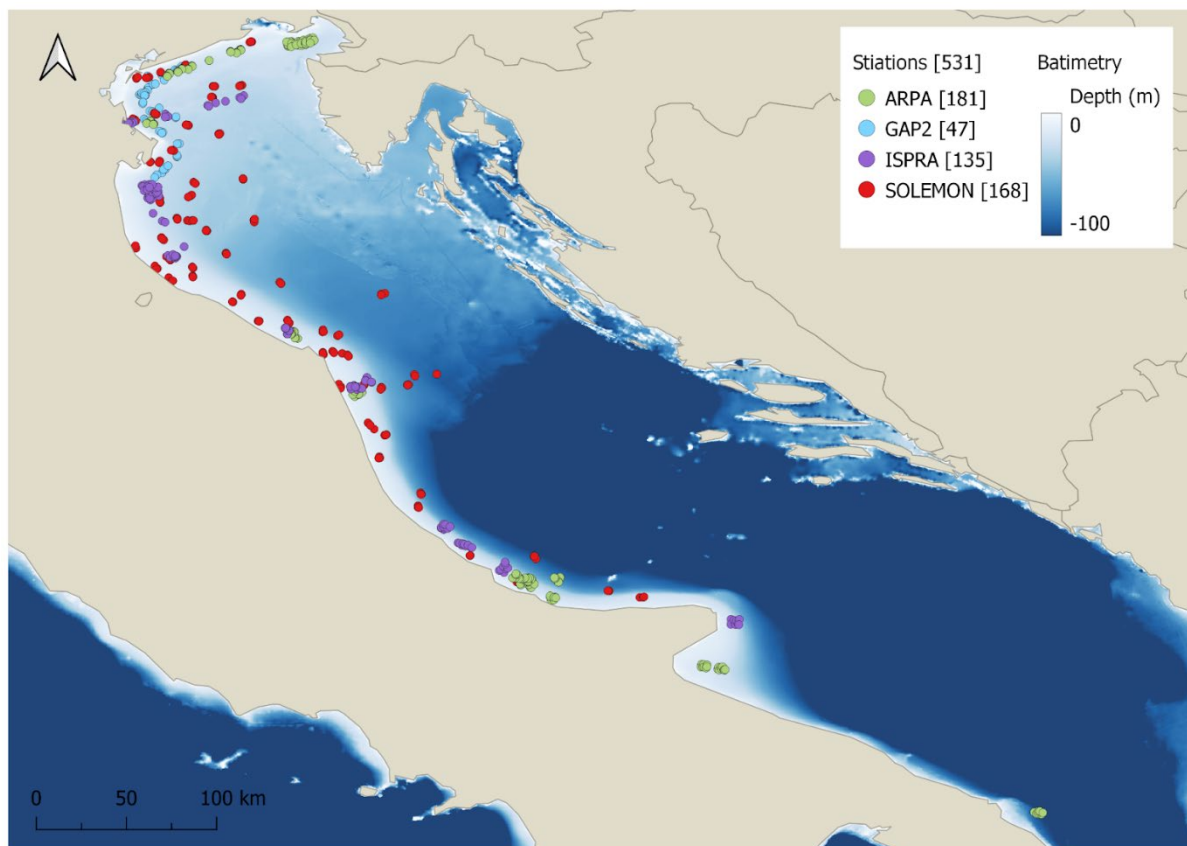 Stiations [531]
ARPA [181]
GAP2 [47]
ISPRA [135]
SOLEMON [168]
Batimetry
Depth (m)
0
-100
0 50 100 km